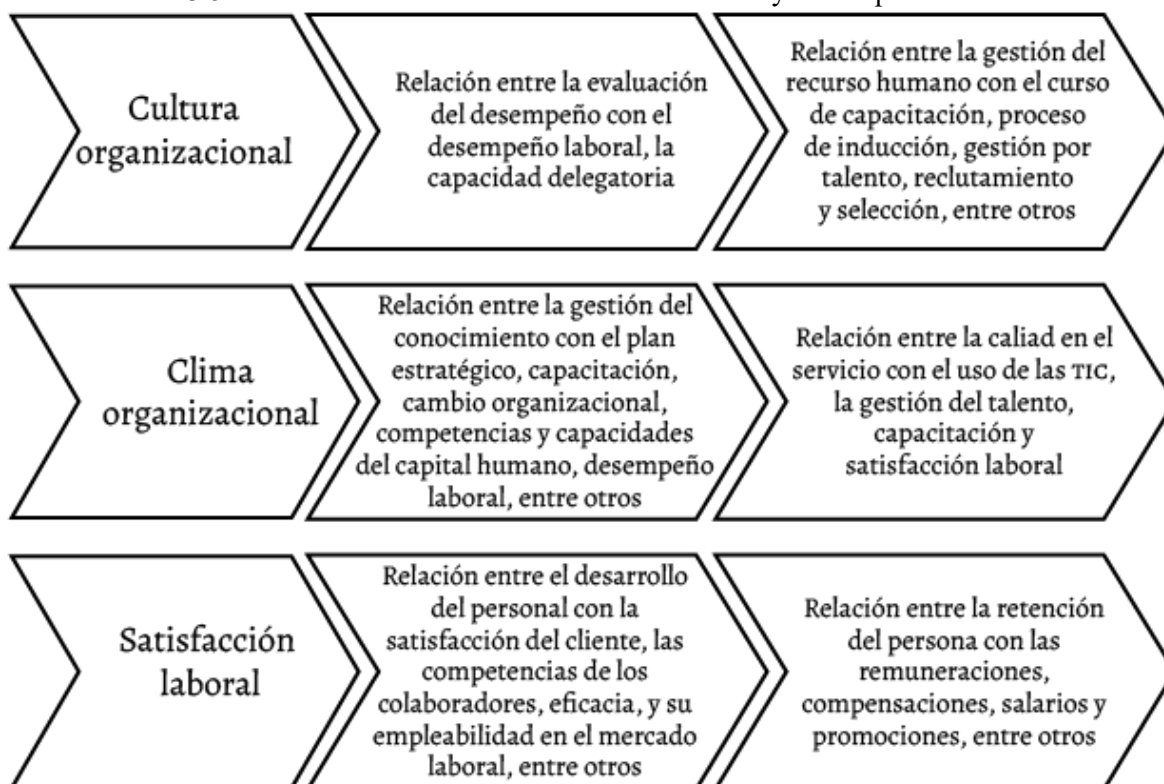 Cultura
organizacional
Relación entre la evaluación
del desempeño con el
desempeño laboral, la
capacidad delegatoria
Relación entre la gestión del
recurso humano con el curso
de capacitación, proceso
de inducción, gestión por
talento, reclutamiento
y selección, entre otros
Clima
organizacional
Relación entre la gestión del
conocimiento con el plan
estratégico, capacitación,
cambio organizacional,
competencias y capacidades
del capital humano, desempeño
laboral, entre otros
Relación entre la caliad en el
servicio con el uso de las TIC,
la gestión del talento,
capacitación y
satisfacción laboral
Satisfacción
laboral
Relación entre el desarrollo
del personal con la
satisfacción del cliente, las
competencias de los
colaboradores, eficacia, y su
empleabilidad en el mercado
laboral, entre otros
Relación entre la retención
del persona con las
remuneraciones,
compensaciones, salarios y
promociones, entre otros